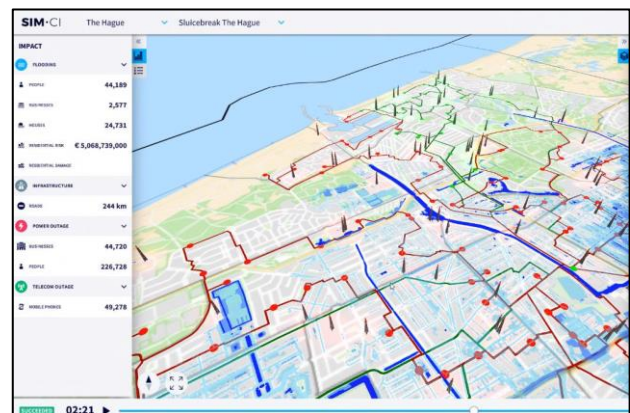 SIM-CI The Hague Sluicebreak The Hague
IMPACT
FLOODING
PEOPLE 44,189
BUSINESSES 2,577
HOUSES 24,731
RESIDENTIAL RISK € 5,068,739,000
RESIDENTIAL DAMAGE
INFRASTRUCTURE
ROADS 244 km
POWER OUTAGE
BUSINESSES 44,720
PEOPLE 226,728
TELECOM OUTAGE
MOBILE PHONES 49,278
SUCCEEDED 02:21